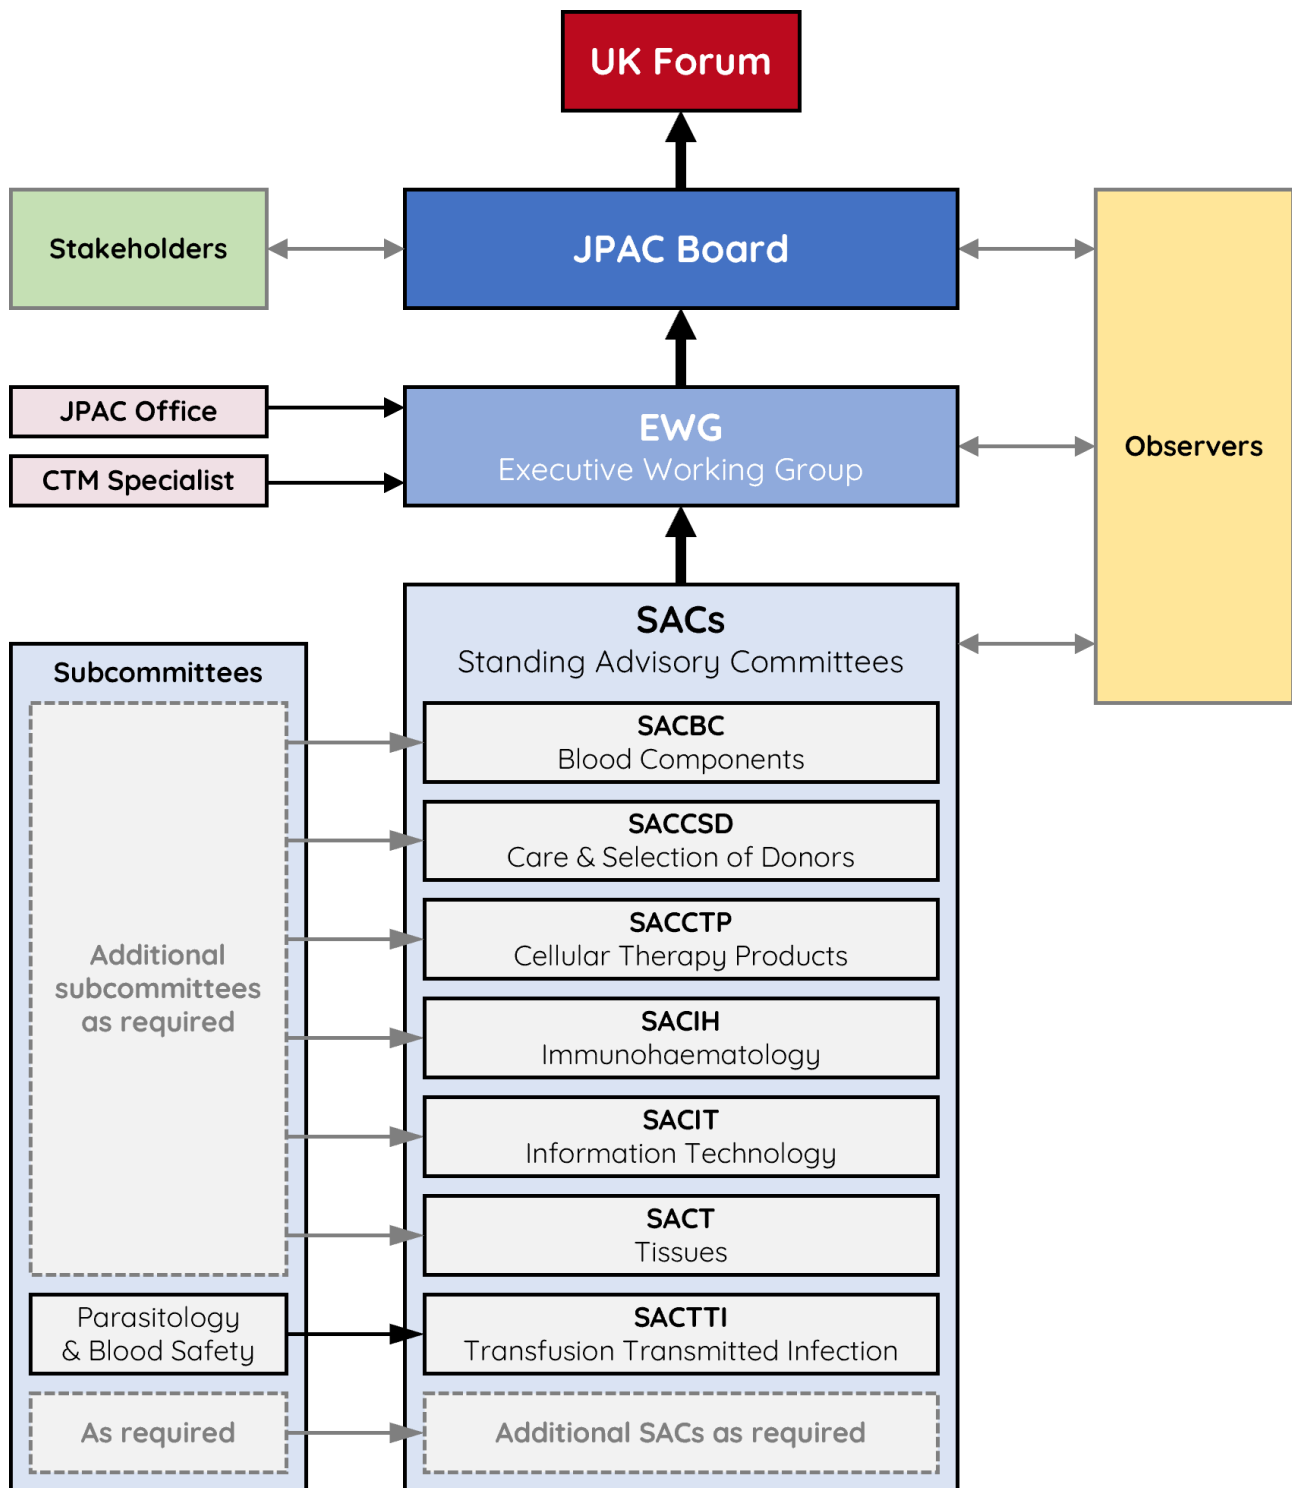 UK Forum
Stakeholders
JPAC Board
JPAC Office
CTM Specialist
EWG
Executive Working Group
Observers
SACs
Standing Advisory Committees
Subcommittees
SACBC
Blood Components
SACCSD
Care & Selection of Donors
SACCTP
Cellular Therapy Products
Additional
subcommittees
as required
SACIH
Immunohaematology
SACIT
Information Technology
SACT
Tissues
Parasitology
& Blood Safety
SACTTI
Transfusion Transmitted Infection
As required
Additional SACs as required